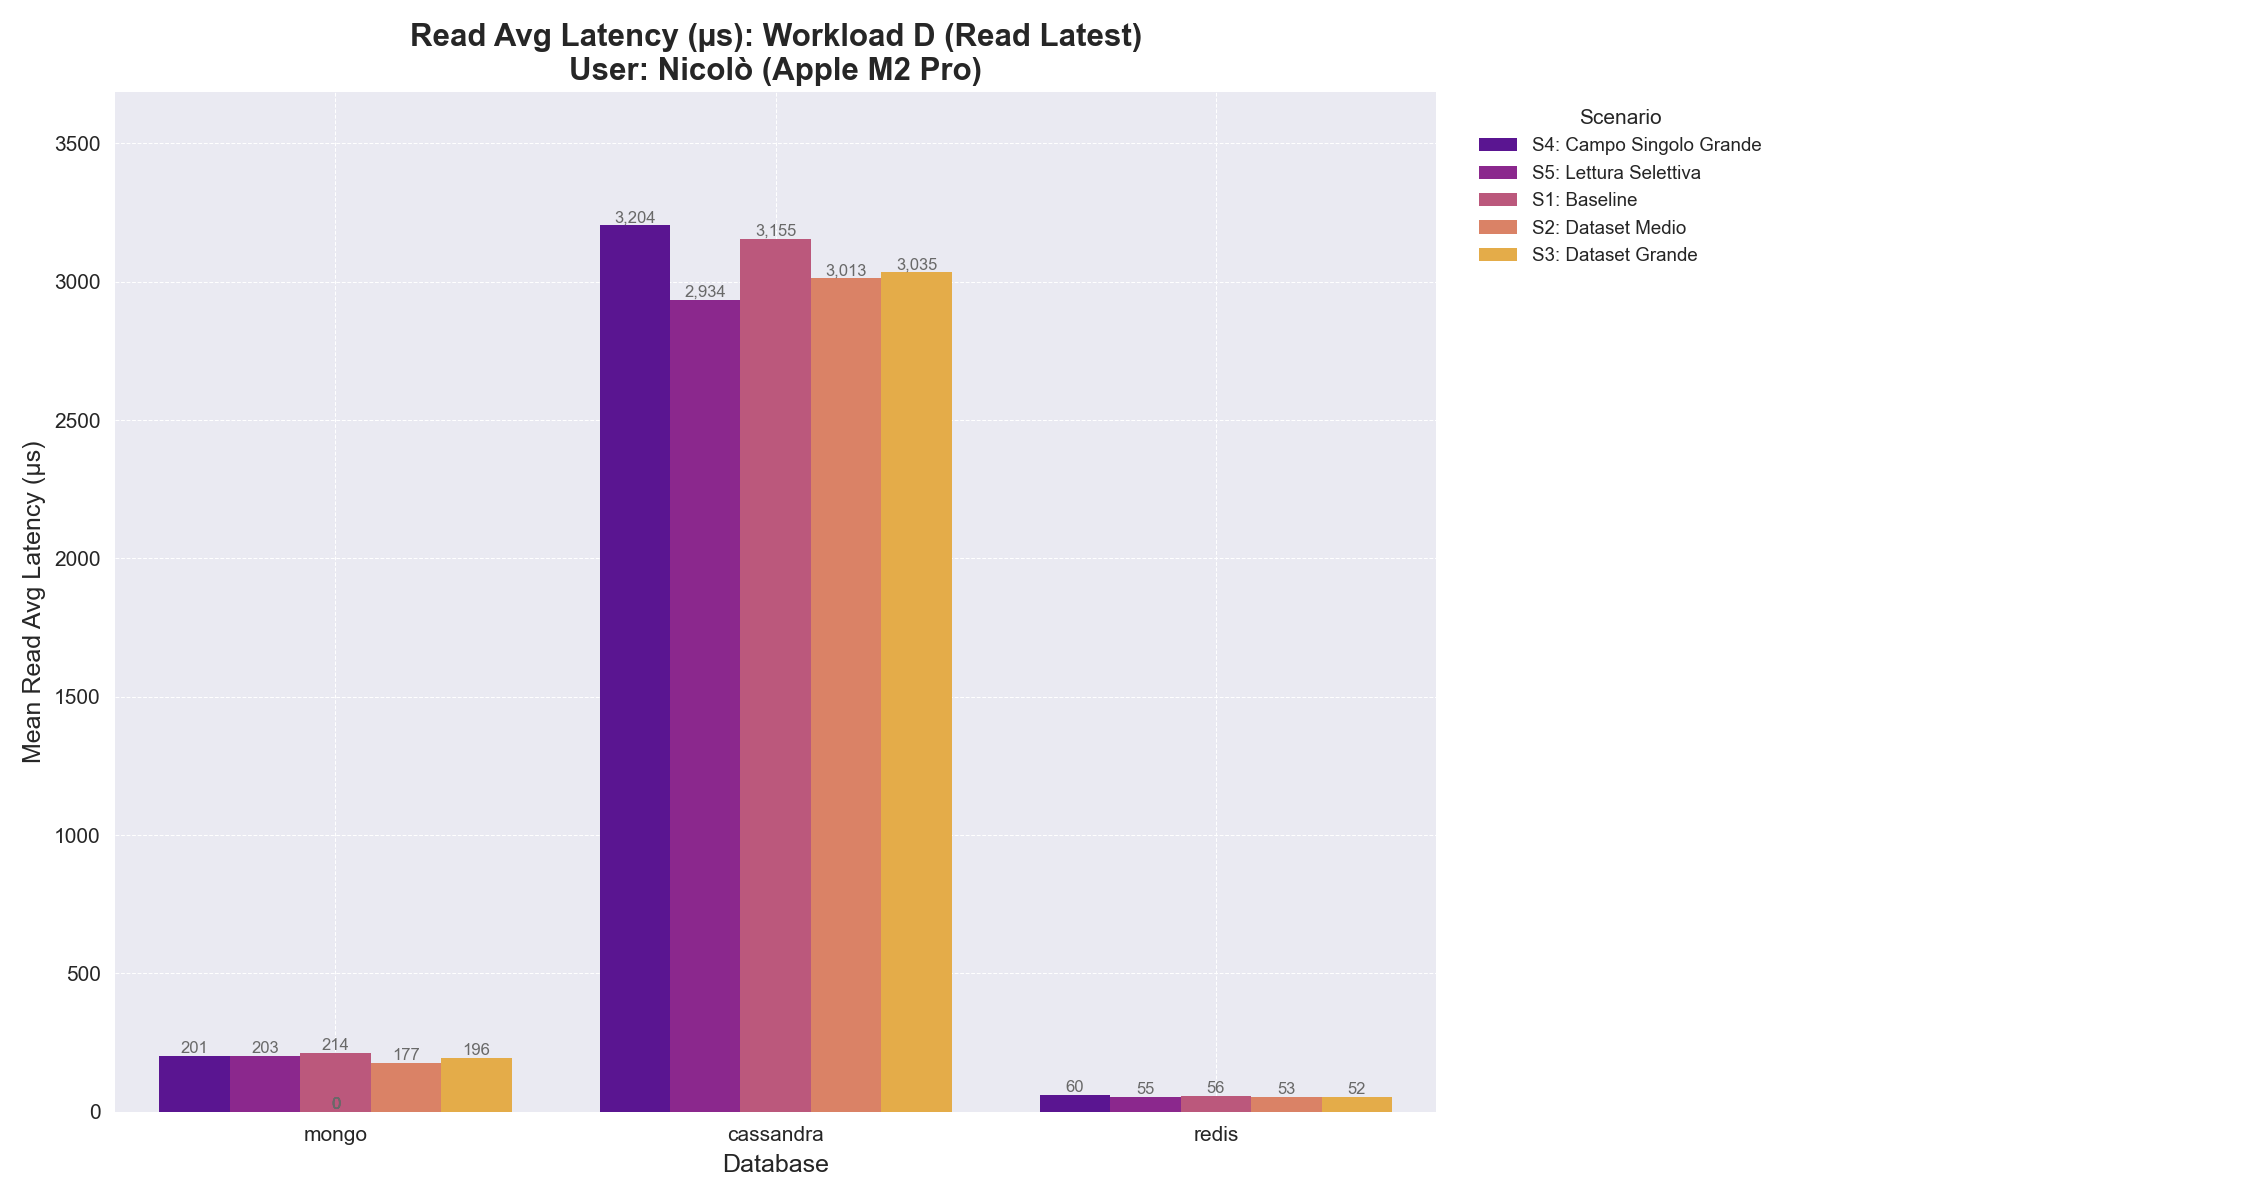 Read Avg Latency (µs): Workload D (Read Latest)
User: Nicolò (Apple M2 Pro)
Mean Read Avg Latency (µs)
3500
3000
2500
2000
1500
1000
500
0
201
203
214
177
196
0
3,204
2,934
3,155
3,013
3,035
60
55
56
53
52
mongo
cassandra
redis
Database
Scenario
S4: Campo Singolo Grande
S5: Lettura Selettiva
S1: Baseline
S2: Dataset Medio
S3: Dataset Grande